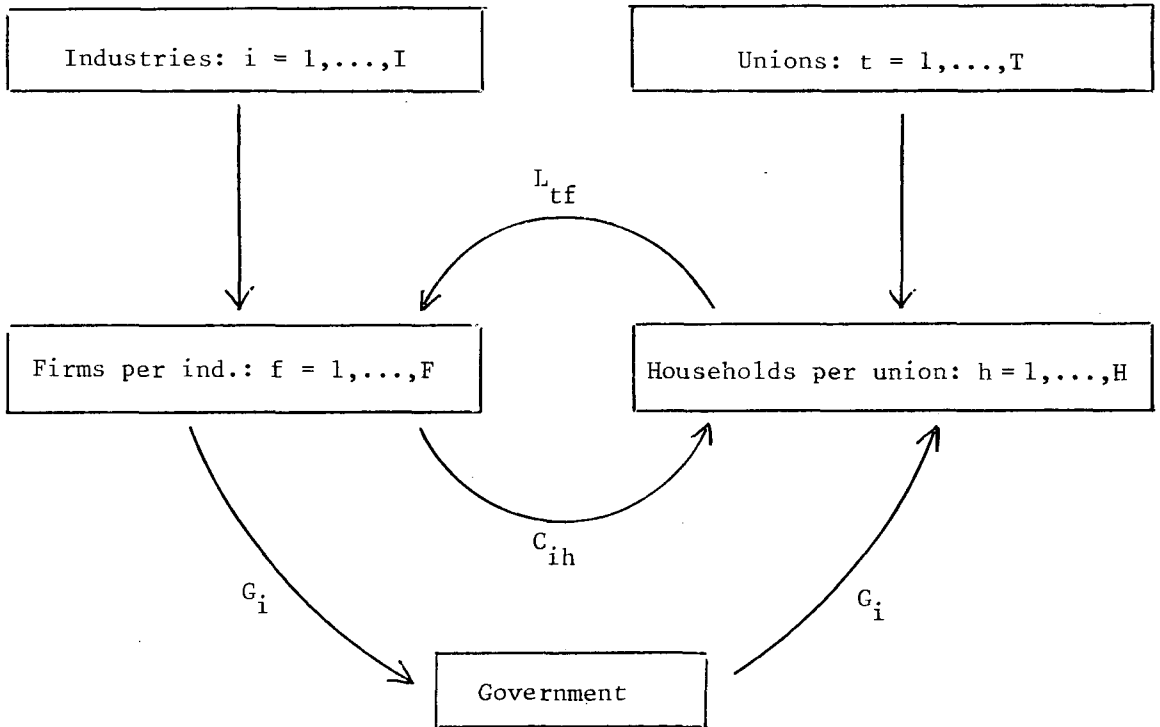 Industries: i = 1,...,I
Unions: t = 1,...,T
L_tf
Firms per ind.: f = 1,...,F
Households per union: h = 1,...,H
C_ih
G_i
G_i
Government